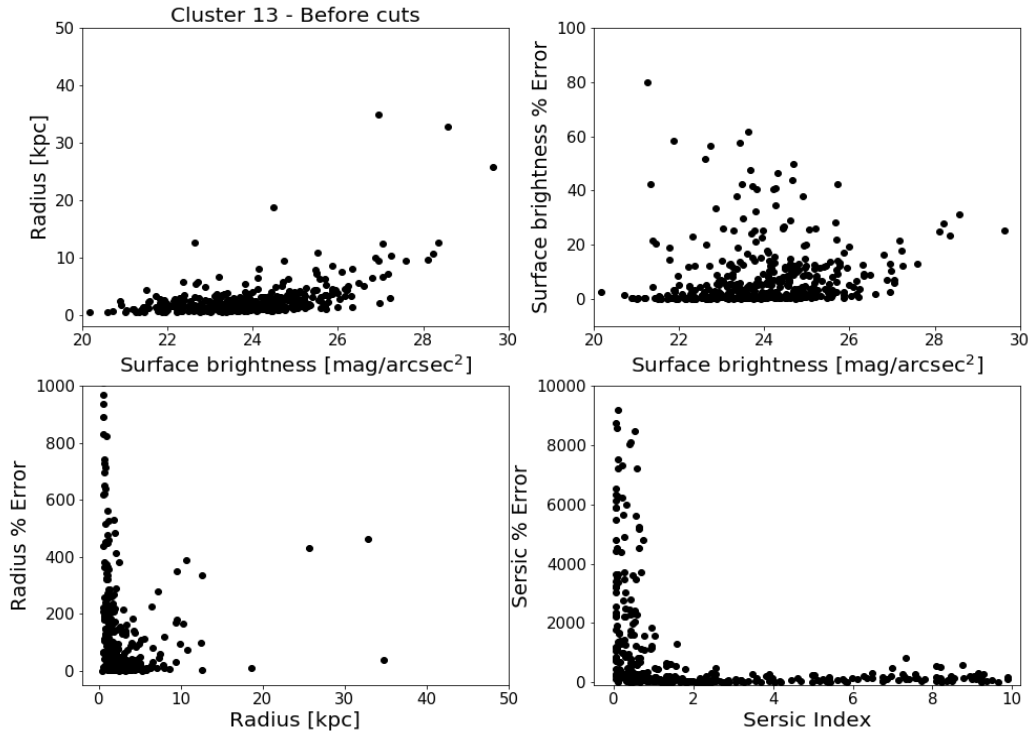 Cluster 13 - Before cuts
50
40
30
20
10
0
Radius [kpc]
20 22 24 26 28 30
Surface brightness [mag/arcsec²]
100
80
60
40
20
0
Surface brightness % Error
20 22 24 26 28 30
Surface brightness [mag/arcsec²]
1000
800
600
400
200
0
Radius % Error
0 10 20 30 40 50
Radius [kpc]
10000
8000
6000
4000
2000
0
Sersic % Error
0 2 4 6 8 10
Sersic Index